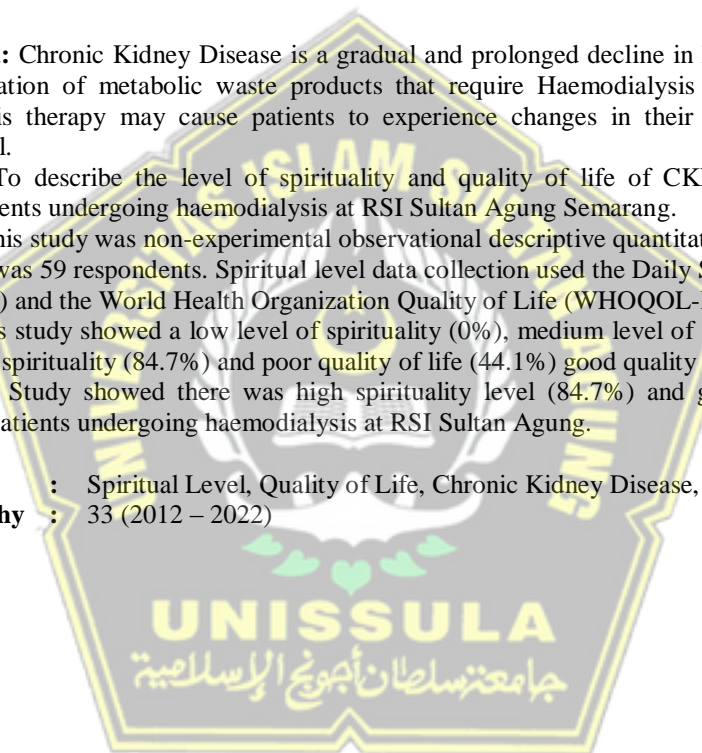 : Chronic Kidney Disease is a gradual and prolonged decline in
ation of metabolic waste products that require Haemodialysis
is therapy may cause patients to experience changes in their
l.
To describe the level of spirituality and quality of life of CK
ents undergoing haemodialysis at RSI Sultan Agung Semarang.
his study was non-experimental observational descriptive quantitat
was 59 respondents. Spiritual level data collection used the Daily S
) and the World Health Organization Quality of Life (WHOQOL-
s study showed a low level of spirituality (0%), medium level of
spirituality (84.7%) and poor quality of life (44.1%) good quality
Study showed there was high spirituality level (84.7%) and g
patients undergoing haemodialysis at RSI Sultan Agung.
: Spiritual Level, Quality of Life, Chronic Kidney Disease,
hy : 33 (2012 – 2022)
UNIVERSITAS ISLAM SULTAN AGUNG
UNISSULA
جامعة سلطان أجونج الإسلامية